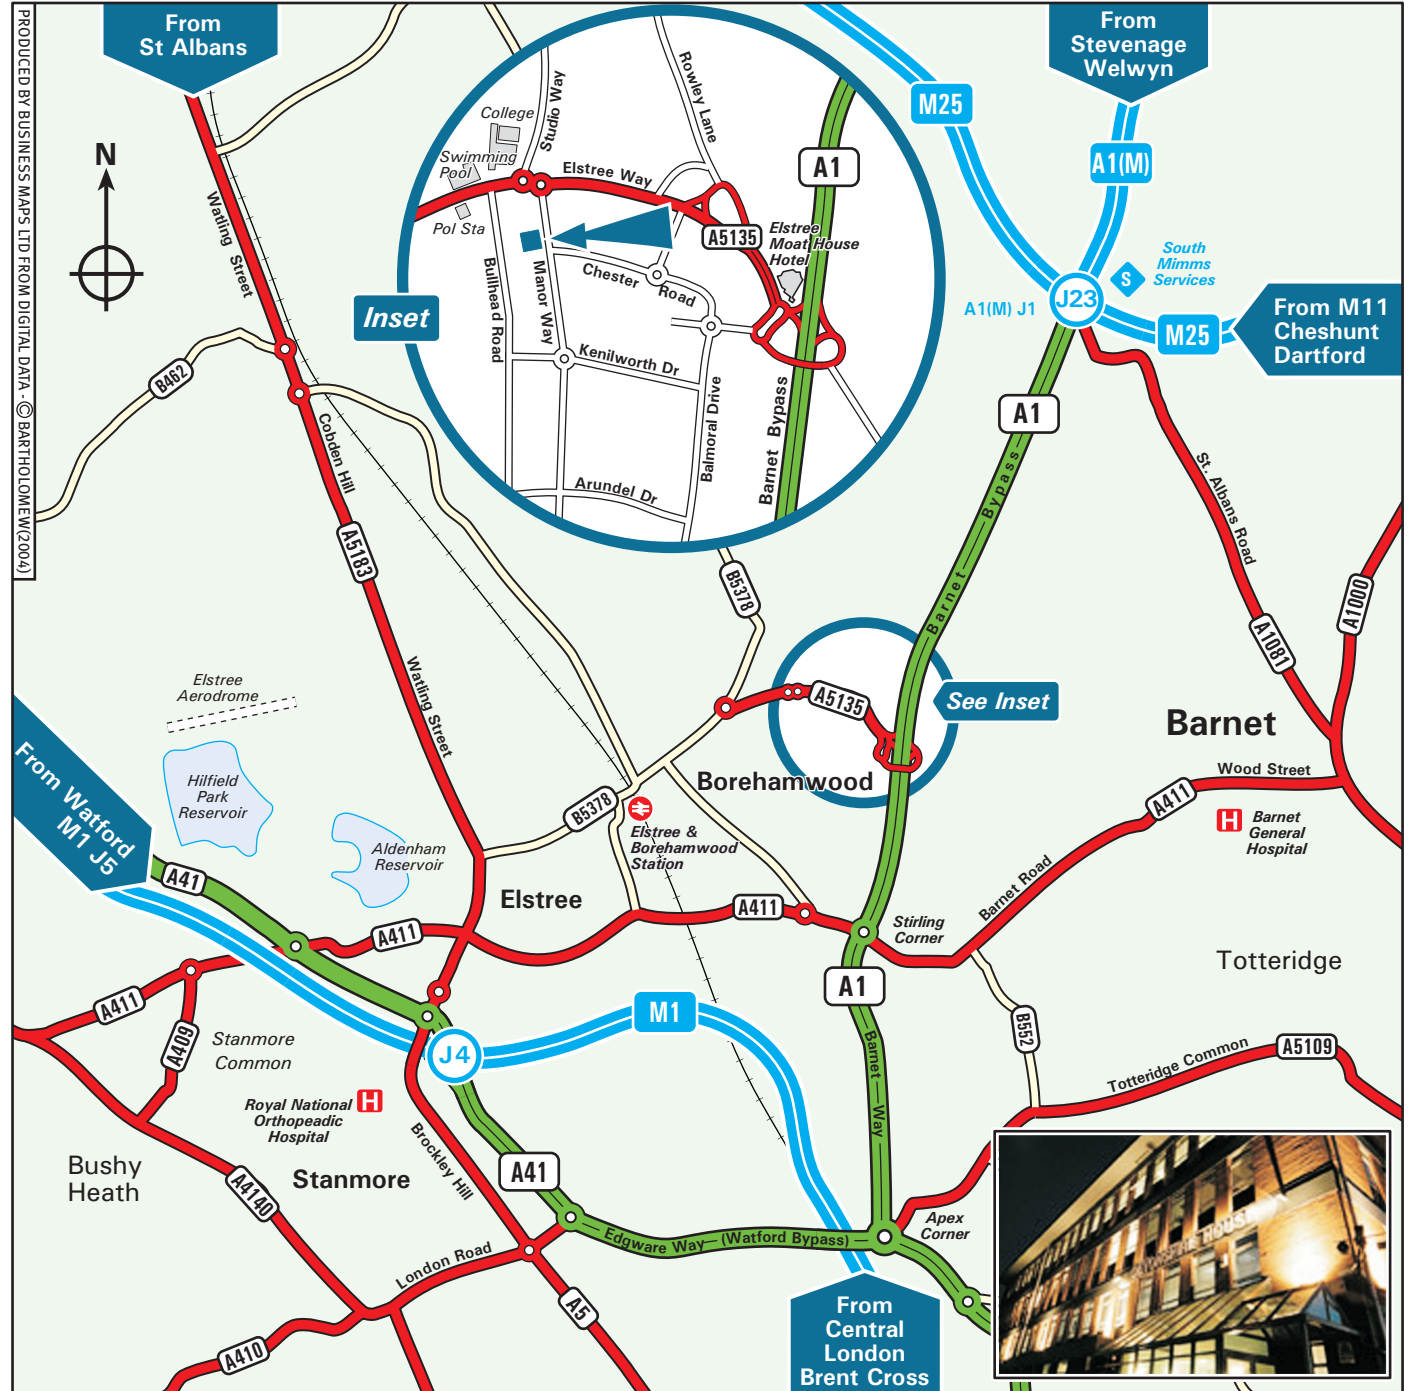 PRODUCED BY BUSINESS MAPS LTD FROM DIGITAL DATA - © BARTHOLOMEW(2004)
From
St Albans
From
Stevenage
Welwyn
M25
A1(M)
South
Mimms
Services
S
J23
A1(M) J1
M25
From M11
Cheshunt
Dartford
N
Inset
College
Studio Way
Rowley Lane
Swimming
Pool
Elstree Way
A1
Pol Sta
A5135
Elstree
Moat House
Hotel
Bullhead Road
Manor Way
Chester Road
Kenilworth Dr
Balmoral Drive
Barnet Bypass
Arundel Dr
Watling Street
B462
Cobden Hill
A5183
Watling Street
A1
Barnet Bypass
St. Albans Road
A1081
A1000
B5378
A5135
See Inset
Barnet
Wood Street
A411
H
Barnet
General
Hospital
Barnet Road
Elstree
Aerodrome
Hilfield
Park
Reservoir
Aldenham
Reservoir
From Watford
M1 J5
A41
Borehamwood
B5378
Elstree &
Borehamwood
Station
Elstree
A411
A411
Stirling
Corner
A1
Totteridge
A411
A409
Stanmore
Common
J4
M1
Barnet Way
B552
Totteridge Common
A5109
Royal National
Orthopeadic
Hospital
H
Brockley Hill
Bushy
Heath
Stanmore
A4140
A41
Edgware Way (Watford Bypass)
Apex
Corner
London Road
A5
A410
From
Central
London
Brent Cross
HOUSE